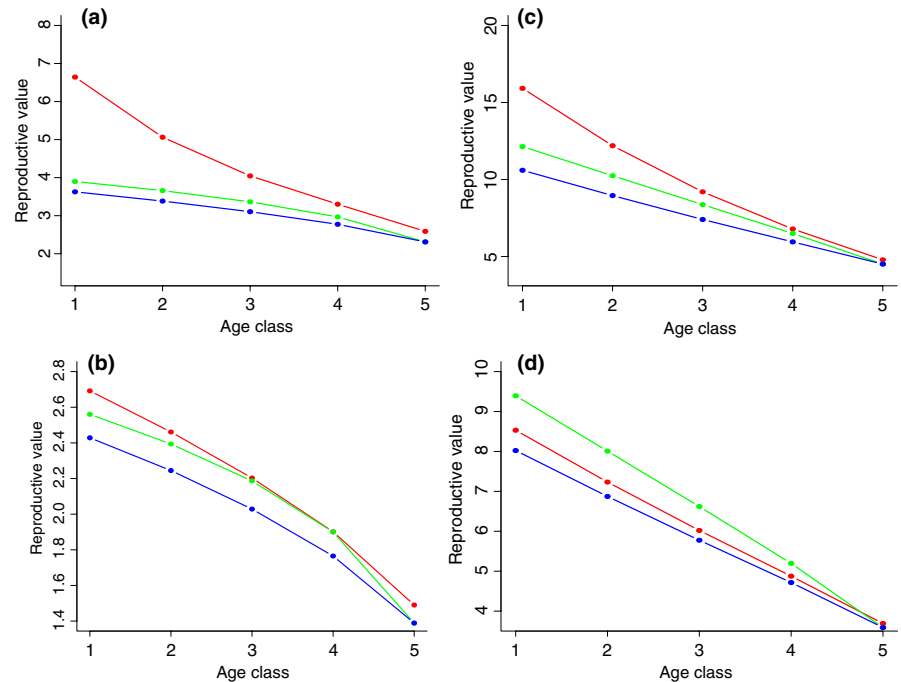 (a)
Reproductive value
8
7
6
5
4
3
2
1 2 3 4 5
Age class
(c)
Reproductive value
20
15
10
5
1 2 3 4 5
Age class
(b)
Reproductive value
2.8
2.6
2.4
2.2
2.0
1.8
1.6
1.4
1 2 3 4 5
Age class
(d)
Reproductive value
10
9
8
7
6
5
4
1 2 3 4 5
Age class